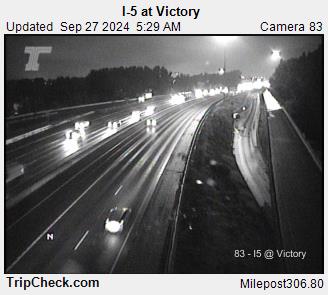 I-5 at Victory
Updated Sep 27 2024 5:29 AM Camera 83
T
N
83 - I5 @ Victory
TripCheck.com Milepost306.80